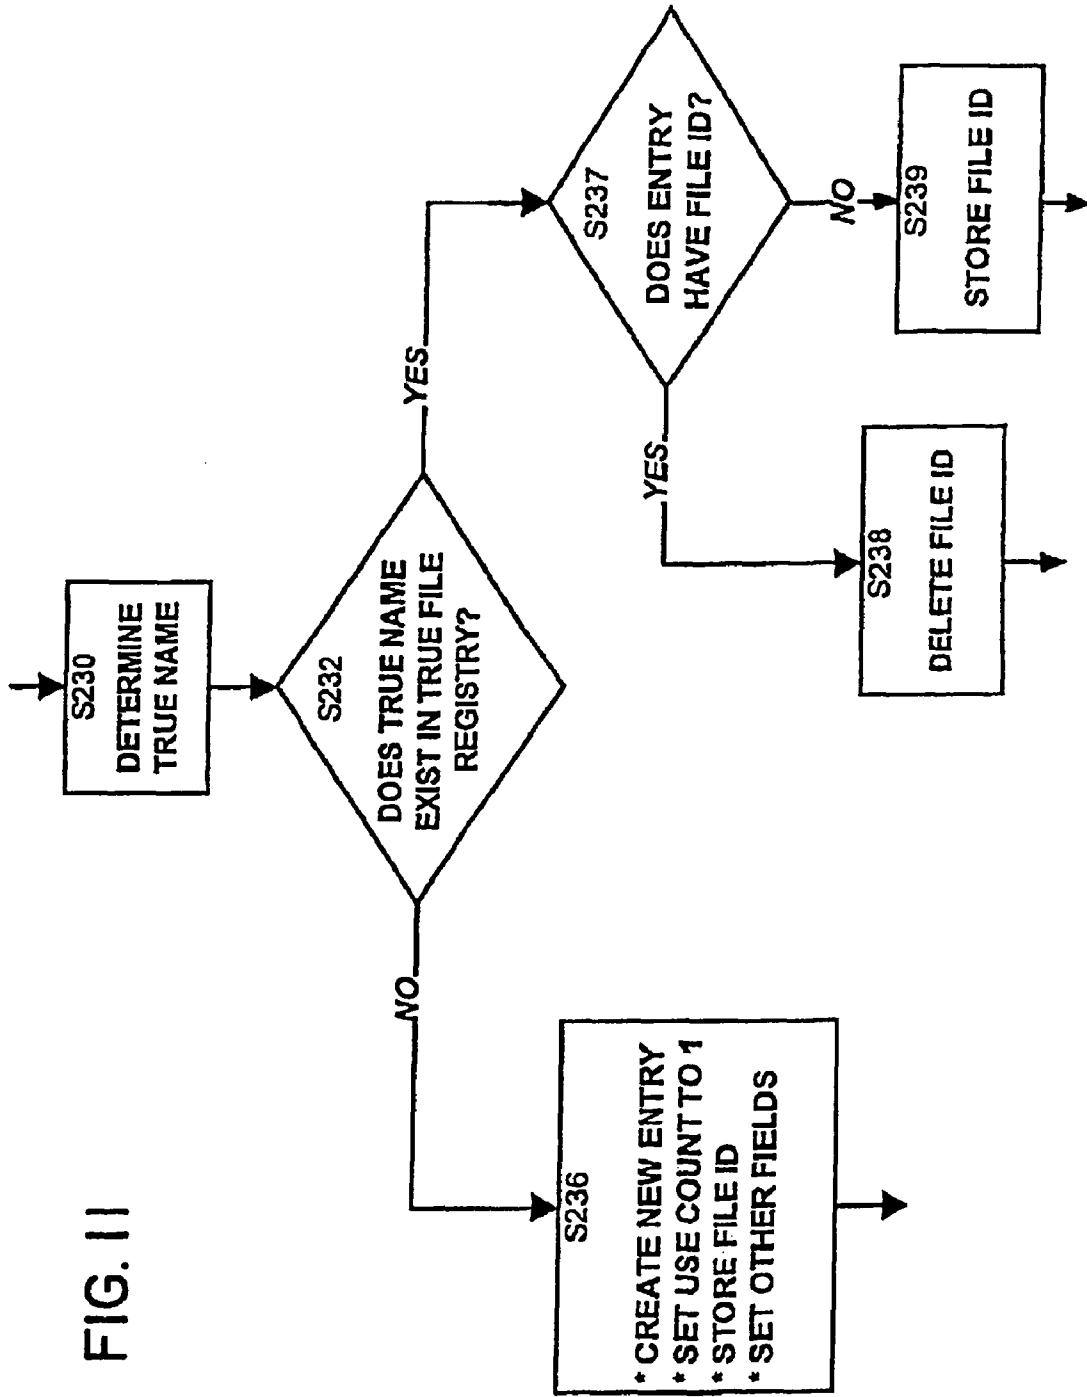 FIG. 11
S230
DETERMINE
TRUE NAME
S232
DOES TRUE NAME
EXIST IN TRUE FILE
REGISTRY?
NO
YES
S236
* CREATE NEW ENTRY
* SET USE COUNT TO 1
* STORE FILE ID
* SET OTHER FIELDS
S237
DOES ENTRY
HAVE FILE ID?
YES
NO
S238
DELETE FILE ID
S239
STORE FILE ID